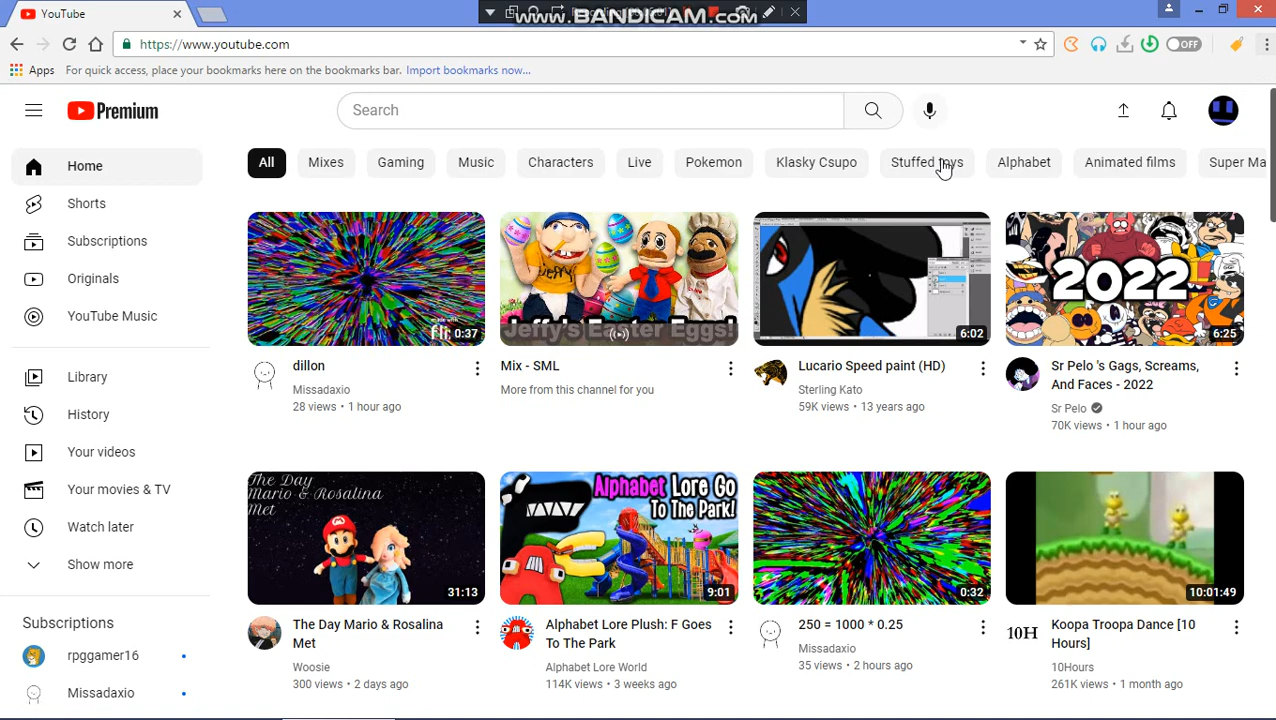 YouTube
www.BANDICAM.com
https://www.youtube.com
OFF
Apps For quick access, place your bookmarks here on the bookmarks bar. Import bookmarks now...
Premium
Search
All Mixes Gaming Music Characters Live Pokemon Klasky Csupo Stuffed Alphabet Animated films Super Ma
Home
Shorts
Subscriptions
Originals
YouTube Music
Library
History
Your videos
Your movies & TV
Watch later
Show more
Subscriptions
rpggamer16
Missadaxio
made with
fli
0:37
dillon
Missadaxio
28 views • 1 hour ago
Jeffy
Jeffy's Easter Eggs!
Mix - SML
More from this channel for you
6:02
Lucario Speed paint (HD)
Sterling Kato
59K views • 13 years ago
2022
6:25
Sr Pelo 's Gags, Screams,
And Faces - 2022
Sr Pelo
70K views • 1 hour ago
The Day
Mario & Rosalina
Met
31:13
The Day Mario & Rosalina
Met
Woosie
300 views • 2 days ago
Alphabet Lore Go
To The Park!
9:01
Alphabet Lore Plush: F Goes
To The Park
Alphabet Lore World
114K views • 3 weeks ago
0:32
250 = 1000 * 0.25
Missadaxio
35 views • 2 hours ago
10:01:49
10H
Koopa Troopa Dance [10
Hours]
10Hours
261K views • 1 month ago